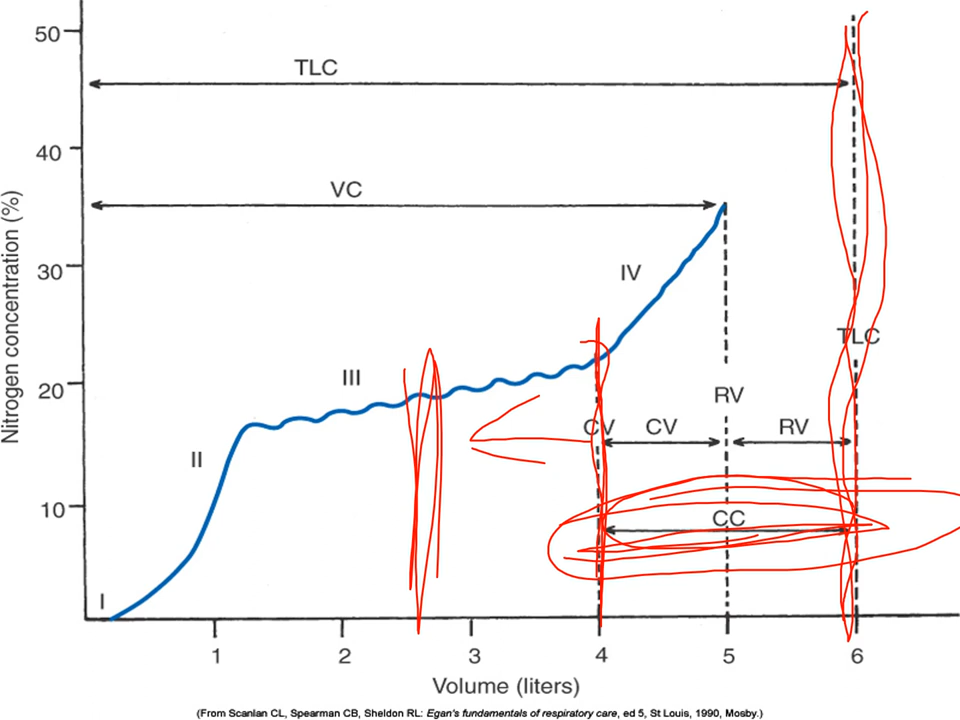 50
TLC
40
VC
30
IV
TLC
20
III
RV
CV
CV
RV
II
10
CC
I
1 2 3 4 5 6
Nitrogen concentration (%)
Volume (liters)
(From Scanlan CL, Spearman CB, Sheldon RL: Egan's fundamentals of respiratory care, ed 5, St Louis, 1990, Mosby.)